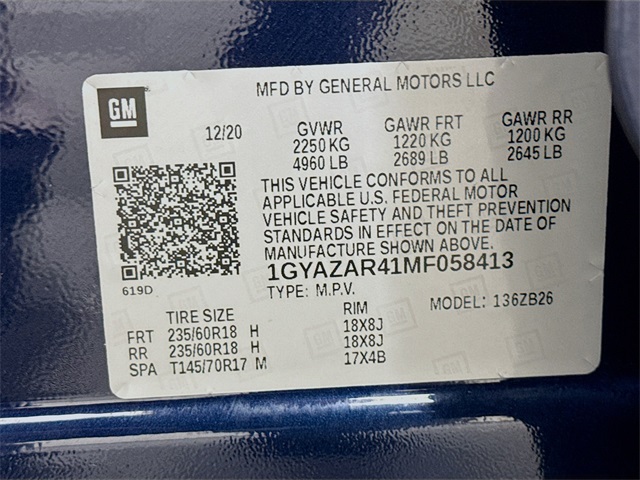 MFD BY GENERAL MOTORS LLC
GM
12/20
GVWR GAWR FRT GAWR RR
2250 KG 1220 KG 1200 KG
4960 LB 2689 LB 2645 LB
THIS VEHICLE CONFORMS TO ALL
APPLICABLE U.S. FEDERAL MOTOR
VEHICLE SAFETY AND THEFT PREVENTION
STANDARDS IN EFFECT ON THE DATE OF
MANUFACTURE SHOWN ABOVE.
1GYAZAR41MF058413
619D
TYPE: M.P.V. MODEL: 136ZB26
TIRE SIZE RIM
FRT 235/60R18 H 18X8J
RR 235/60R18 H 18X8J
SPA T145/70R17 M 17X4B